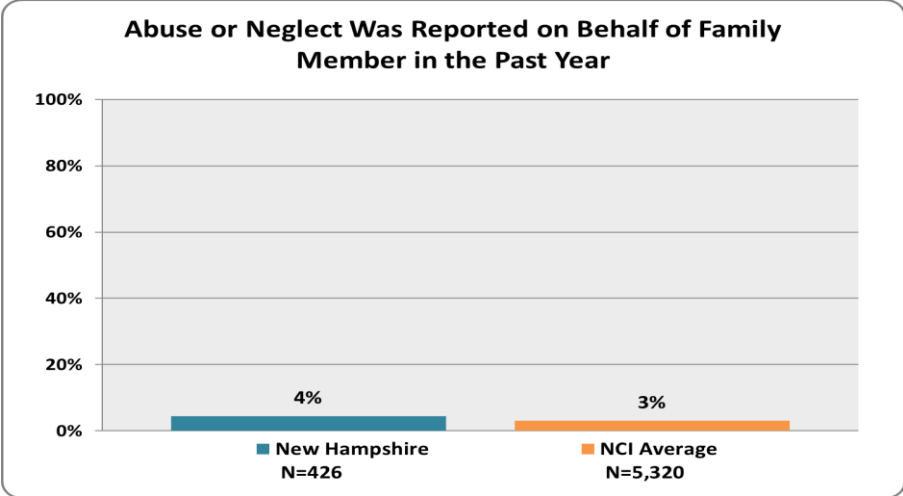 Abuse or Neglect Was Reported on Behalf of Family
Member in the Past Year
100%
80%
60%
40%
20%
0%
4%
3%
New Hampshire
N=426
NCI Average
N=5,320